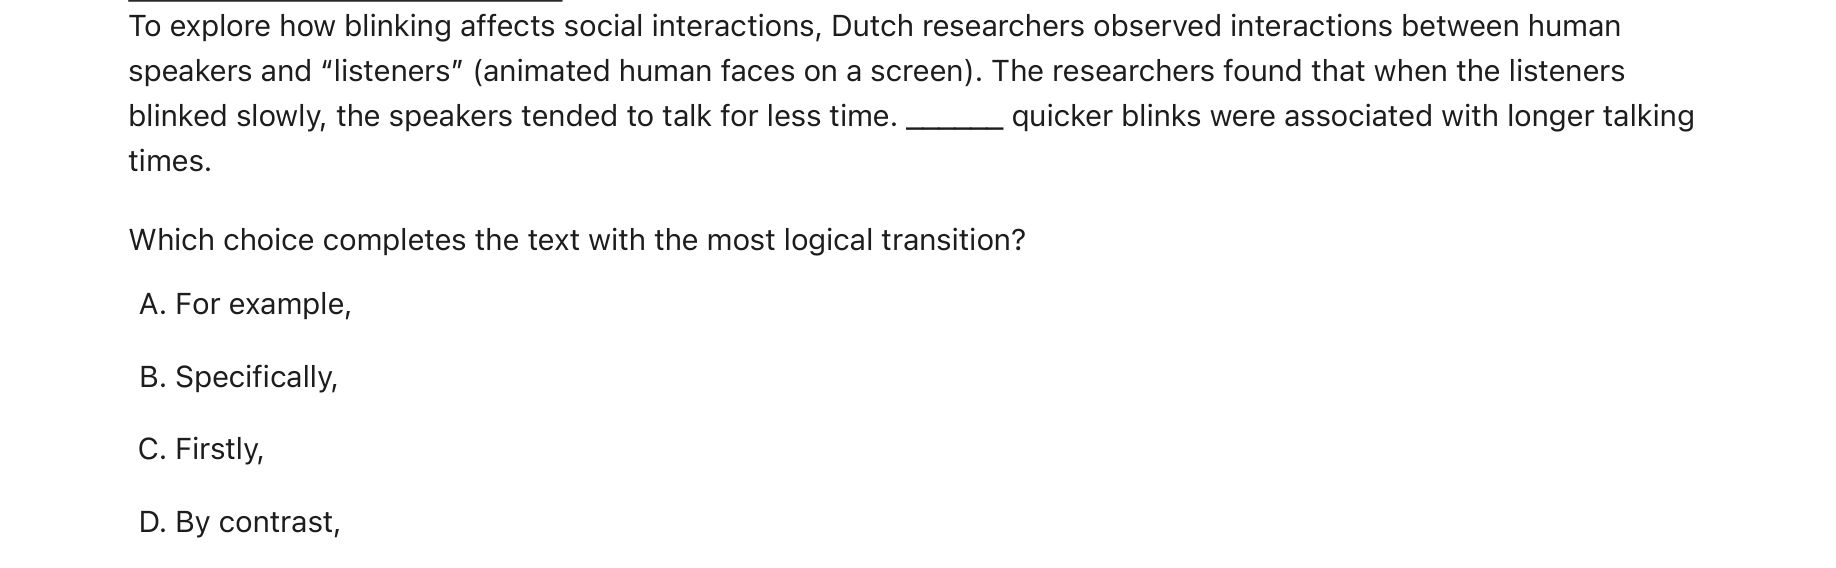 To explore how blinking affects social interactions, Dutch researchers observed interactions between human
speakers and “listeners” (animated human faces on a screen). The researchers found that when the listeners
blinked slowly, the speakers tended to talk for less time. ______ quicker blinks were associated with longer talking
times.
Which choice completes the text with the most logical transition?
A. For example,
B. Specifically,
C. Firstly,
D. By contrast,